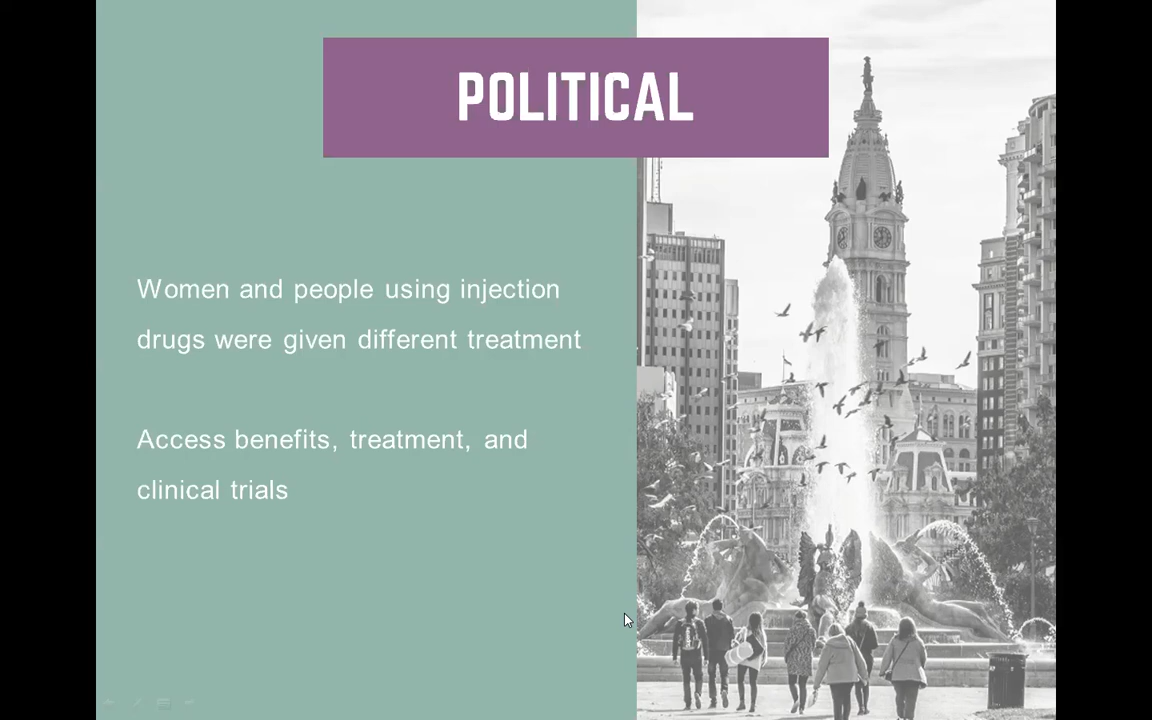 POLITICAL
Women and people using injection
drugs were given different treatment
Access benefits, treatment, and
clinical trials